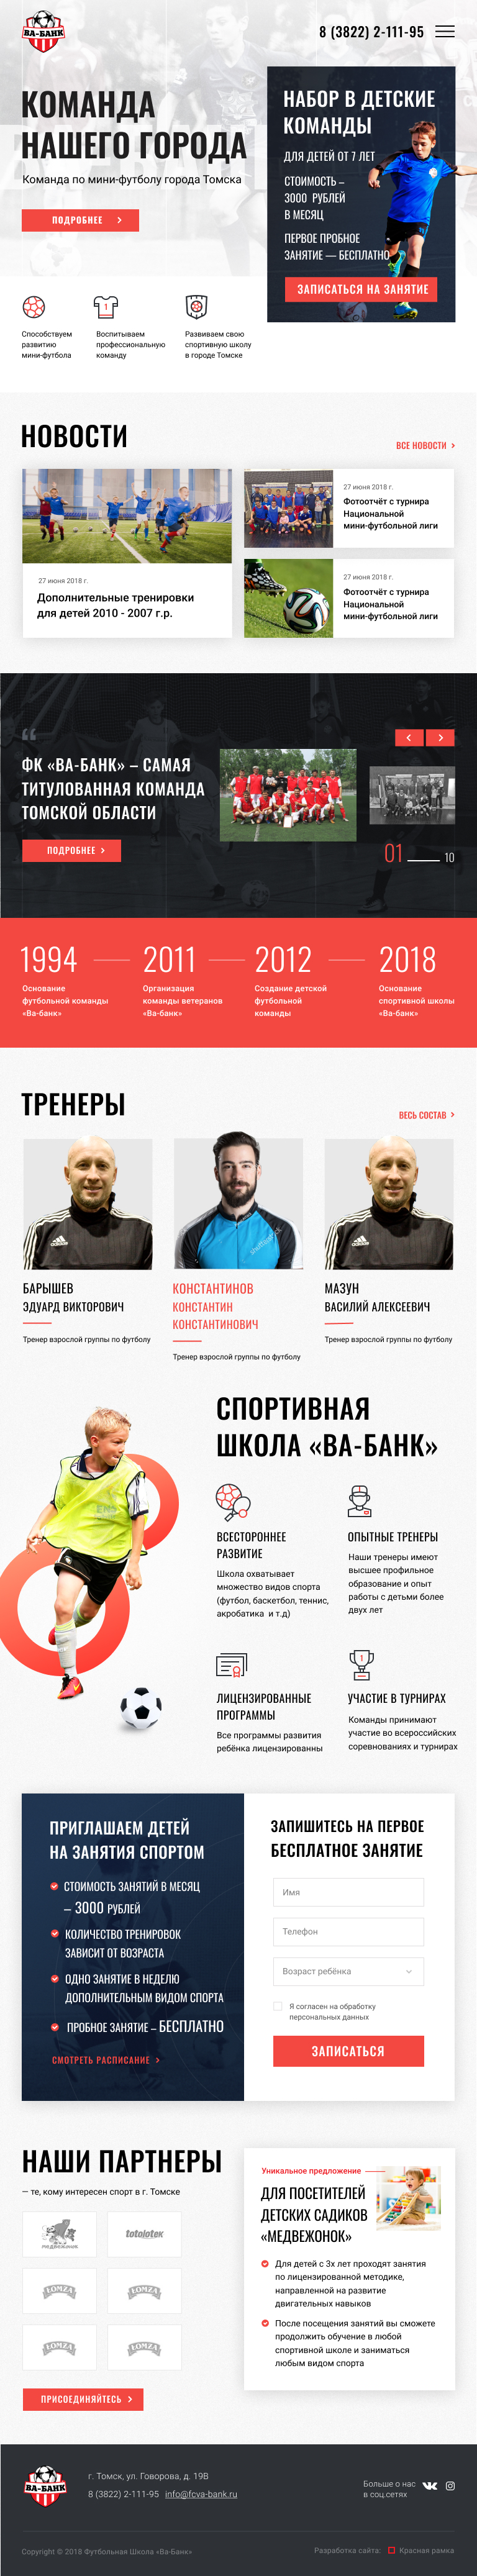 ВА-БАНК
8 (3822) 2-111-95
КОМАНДА
НАШЕГО ГОРОДА
Команда по мини-футболу города Томска
ПОДРОБНЕЕ
НАБОР В ДЕТСКИЕ
КОМАНДЫ
ДЛЯ ДЕТЕЙ ОТ 7 ЛЕТ
СТОИМОСТЬ –
3000 РУБЛЕЙ
В МЕСЯЦ
ПЕРВОЕ ПРОБНОЕ
ЗАНЯТИЕ — БЕСПЛАТНО
ЗАПИСАТЬСЯ НА ЗАНЯТИЕ
Способствуем
развитию
мини-футбола
1
Воспитываем
профессиональную
команду
Развиваем свою
спортивную школу
в городе Томске
НОВОСТИ
ВСЕ НОВОСТИ
27 июня 2018 г.
Дополнительные тренировки
для детей 2010 - 2007 г.р.
27 июня 2018 г.
Фотоотчёт с турнира
Национальной
мини-футбольной лиги
27 июня 2018 г.
Фотоотчёт с турнира
Национальной
мини-футбольной лиги
“
ФК «ВА-БАНК» – САМАЯ
ТИТУЛОВАННАЯ КОМАНДА
ТОМСКОЙ ОБЛАСТИ
ПОДРОБНЕЕ
01
10
1994
Основание
футбольной команды
«Ва-банк»
2011
Организация
команды ветеранов
«Ва-банк»
2012
Создание детской
футбольной
команды
2018
Основание
спортивной школы
«Ва-банк»
ТРЕНЕРЫ
ВЕСЬ СОСТАВ
adidas
shutterstock
adidas
БАРЫШЕВ
ЭДУАРД ВИКТОРОВИЧ
Тренер взрослой группы по футболу
КОНСТАНТИНОВ
КОНСТАНТИН
КОНСТАНТИНОВИЧ
Тренер взрослой группы по футболу
МАЗУН
ВАСИЛИЙ АЛЕКСЕЕВИЧ
Тренер взрослой группы по футболу
СПОРТИВНАЯ
ШКОЛА «ВА-БАНК»
ВСЕСТОРОННЕЕ
РАЗВИТИЕ
Школа охватывает
множество видов спорта
(футбол, баскетбол, теннис,
акробатика и т.д)
ОПЫТНЫЕ ТРЕНЕРЫ
Наши тренеры имеют
высшее профильное
образование и опыт
работы с детьми более
двух лет
ЛИЦЕНЗИРОВАННЫЕ
ПРОГРАММЫ
Все программы развития
ребёнка лицензированны
1
УЧАСТИЕ В ТУРНИРАХ
Команды принимают
участие во всероссийских
соревнованиях и турнирах
ПРИГЛАШАЕМ ДЕТЕЙ
НА ЗАНЯТИЯ СПОРТОМ
СТОИМОСТЬ ЗАНЯТИЙ В МЕСЯЦ
– 3000 РУБЛЕЙ
КОЛИЧЕСТВО ТРЕНИРОВОК
ЗАВИСИТ ОТ ВОЗРАСТА
ОДНО ЗАНЯТИЕ В НЕДЕЛЮ
ДОПОЛНИТЕЛЬНЫМ ВИДОМ СПОРТА
ПРОБНОЕ ЗАНЯТИЕ – БЕСПЛАТНО
СМОТРЕТЬ РАСПИСАНИЕ
ЗАПИШИТЕСЬ НА ПЕРВОЕ
БЕСПЛАТНОЕ ЗАНЯТИЕ
Имя
Телефон
Возраст ребёнка
Я согласен на обработку
персональных данных
ЗАПИСАТЬСЯ
НАШИ ПАРТНЕРЫ
— те, кому интересен спорт в г. Томске
МЕДВЕЖОНОК
totolotek
ŁOMŻA
ŁOMŻA
ŁOMŻA
ŁOMŻA
ПРИСОЕДИНЯЙТЕСЬ
Уникальное предложение
ДЛЯ ПОСЕТИТЕЛЕЙ
ДЕТСКИХ САДИКОВ
«МЕДВЕЖОНОК»
Для детей с 3х лет проходят занятия
по лицензированной методике,
направленной на развитие
двигательных навыков
После посещения занятий вы сможете
продолжить обучение в любой
спортивной школе и заниматься
любым видом спорта
ВА-БАНК
г. Томск, ул. Говорова, д. 19В
8 (3822) 2-111-95 info@fcva-bank.ru
Больше о нас
в соц.сетях
Copyright © 2018 Футбольная Школа «Ва-Банк»
Разработка сайта: Красная рамка